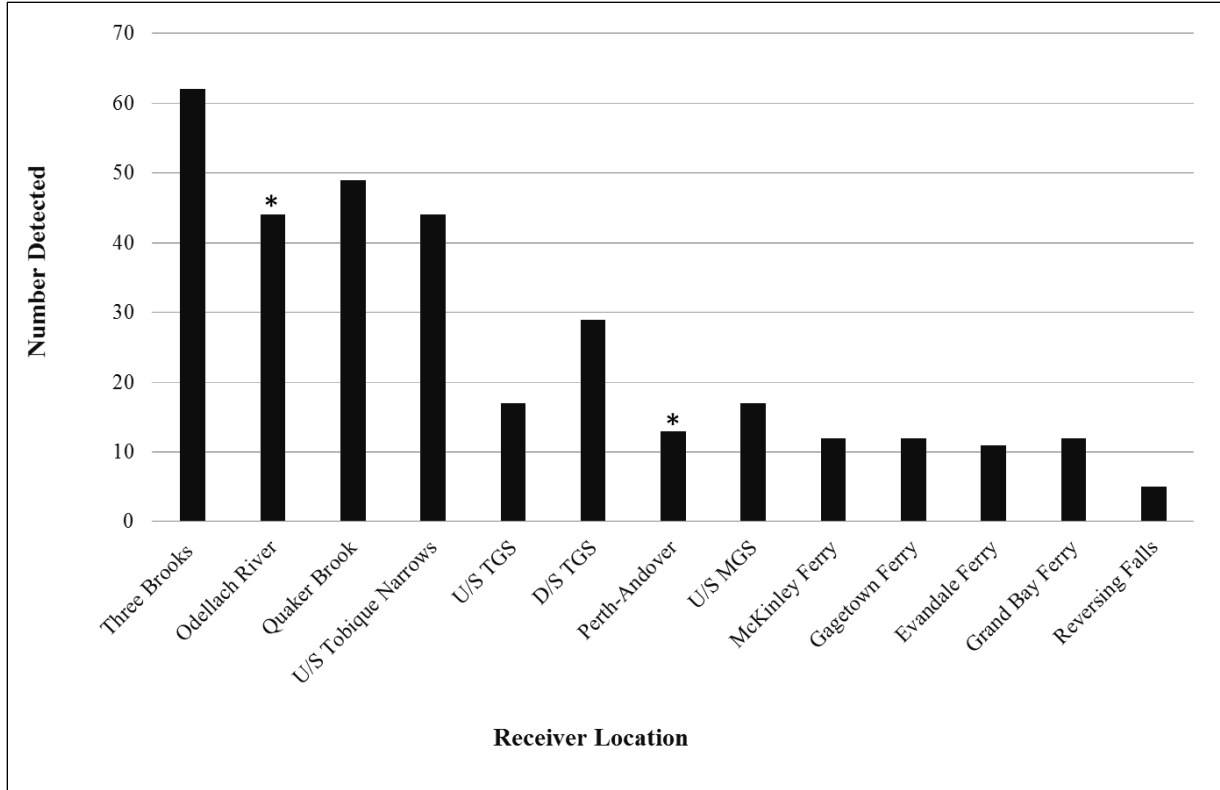 70
60
50
40
30
20
10
0
Number Detected
*
*
Three Brooks
Odellach River
Quaker Brook
U/S Tobique Narrows
U/S TGS
D/S TGS
Perth-Andover
U/S MGS
McKinley Ferry
Gagetown Ferry
Evandale Ferry
Grand Bay Ferry
Reversing Falls
Receiver Location